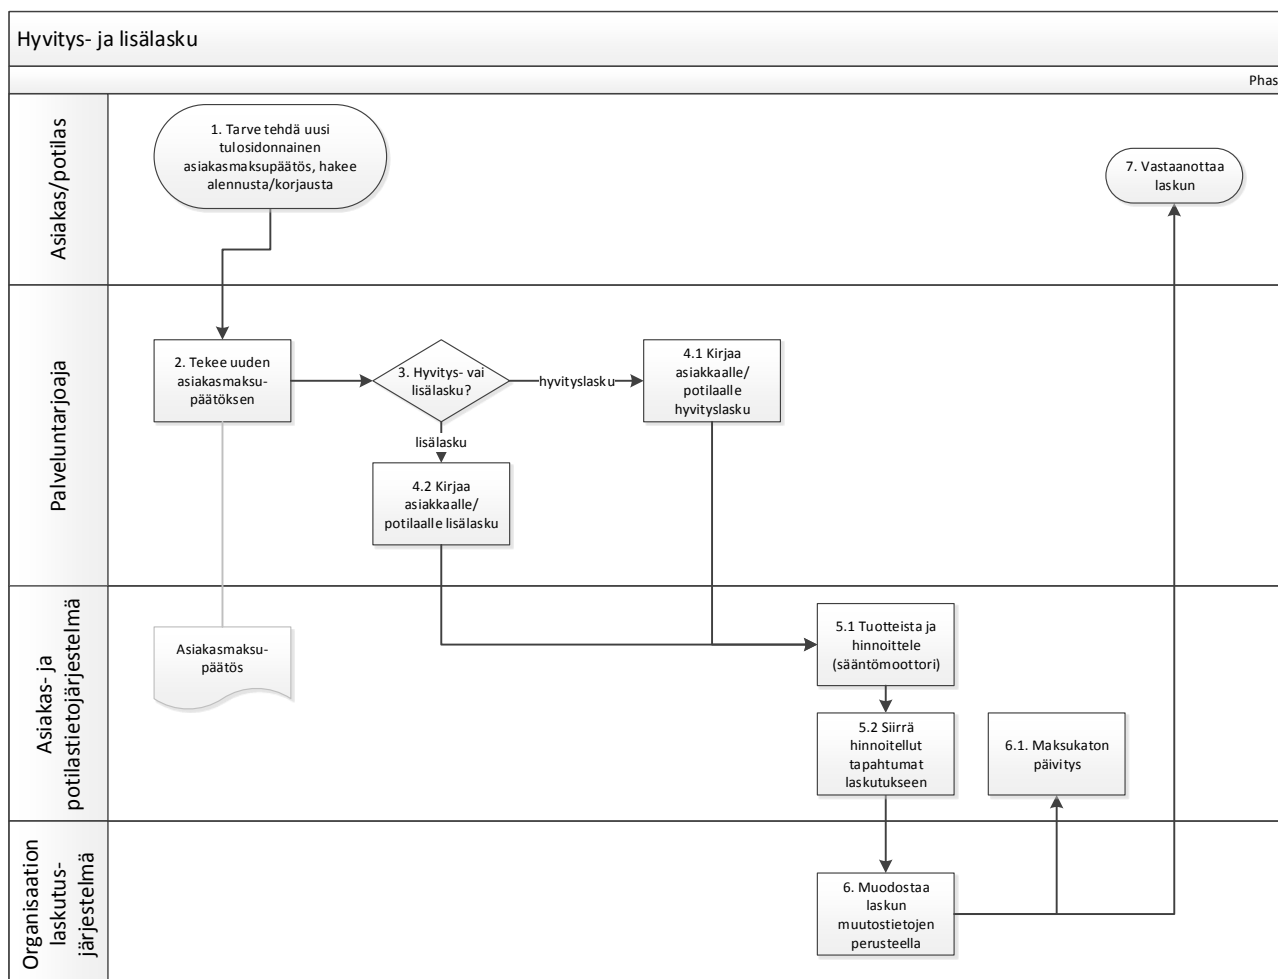 Hyvitys- ja lisälasku
Phas
Asiakas/potilas
1. Tarve tehdä uusi
tulosidonnainen
asiakasmaksupäätös, hakee
alennusta/korjausta
7. Vastaanottaa
laskun
Palveluntarjoaja
2. Tekee uuden
asiakasmaksu-
päätöksen
3. Hyvitys- vai
lisälasku?
hyvityslasku
4.1 Kirjaa
asiakkaalle/
potilaalle
hyvityslasku
lisälasku
4.2 Kirjaa
asiakkaalle/
potilaalle lisälasku
Asiakas- ja
potilastietojärjestelmä
Asiakasmaksu-
päätös
5.1 Tuotteista ja
hinnoittele
(sääntömoottori)
5.2 Siirrä
hinnoitellut
tapahtumat
laskutukseen
6.1. Maksukaton
päivitys
Organisaation
laskutus-
järjestelmä
6. Muodostaa
laskun
muutostietojen
perusteella